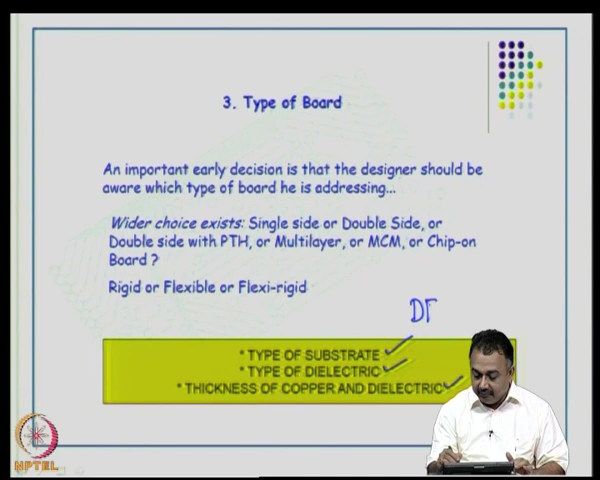 3. Type of Board
An important early decision is that the designer should be
aware which type of board he is addressing...
Wider choice exists: Single side or Double Side, or
Double side with PTH, or Multilayer, or MCM, or Chip-on
Board ?
Rigid or Flexible or Flexi-rigid
DF
* TYPE OF SUBSTRATE
* TYPE OF DIELECTRIC
* THICKNESS OF COPPER AND DIELECTRIC
NPTEL